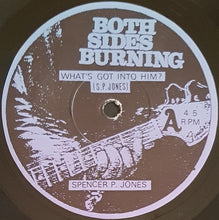 BOTH
SIDES
BURNING
WHAT'S GOT INTO HIM?
(S.P. JONES)
A
45
RPM
SPENCER P. JONES